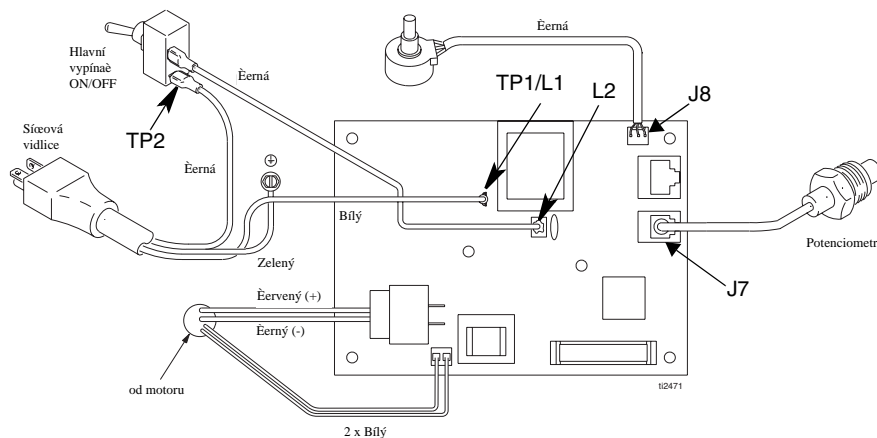 Èerná
Hlavní
vypínaè
ON/OFF
Èerná
TP1/L1
L2
J8
TP2
Síœová
vidlice
Èerná
Bílý
Zelený
Potenciometr
J7
Èervený (+)
Èerný (-)
od motoru
2 x Bílý
ti2471